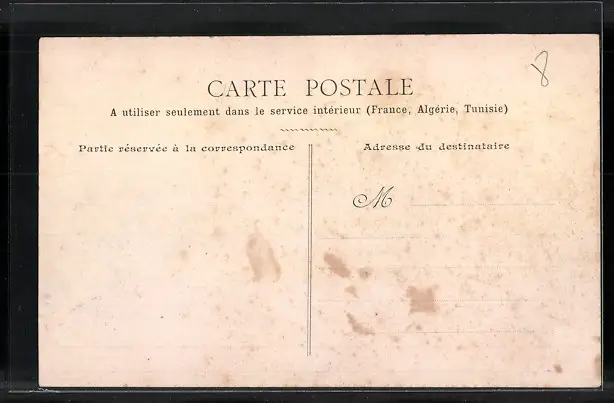 8
CARTE POSTALE
A utiliser seulement dans le service intérieur (France, Algérie, Tunisie)
Partie réservée à la correspondance
Adresse du destinataire
M